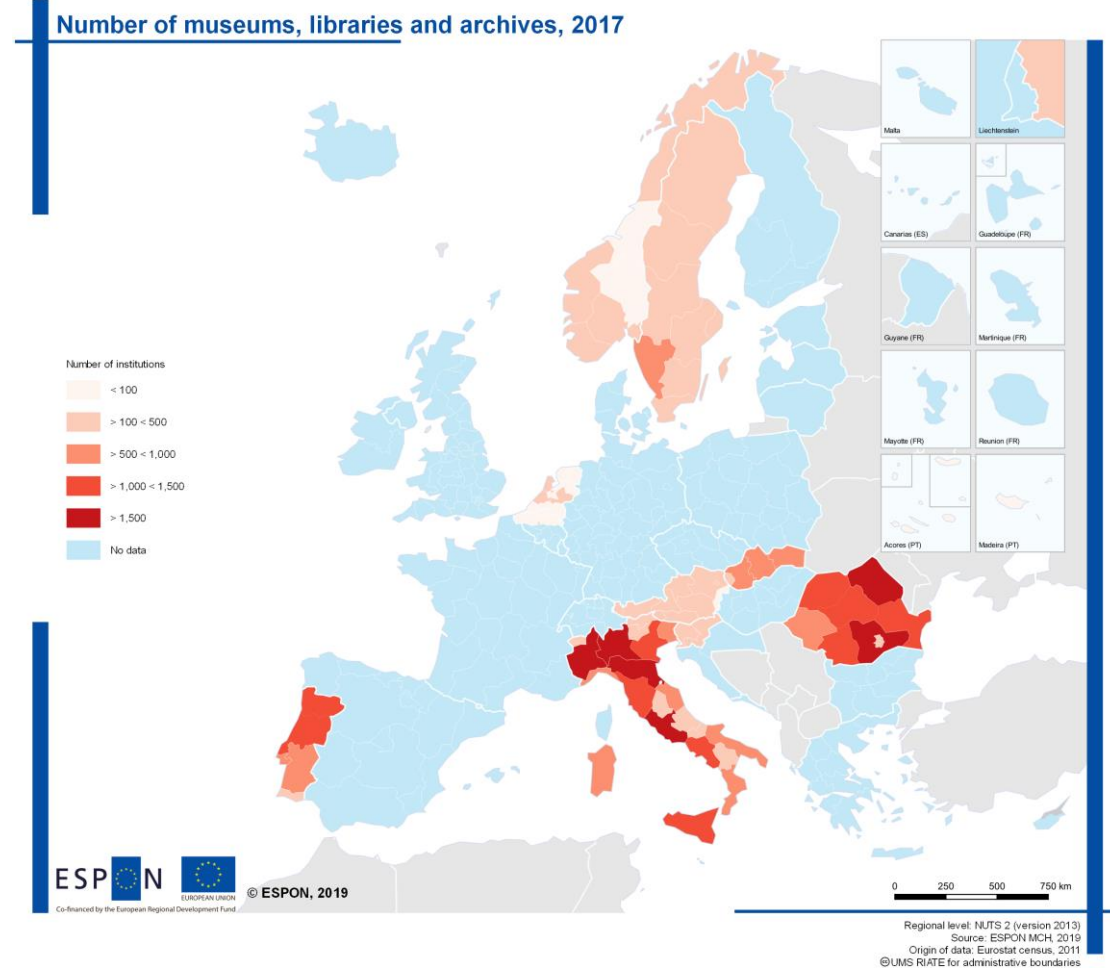 Number of museums, libraries and archives, 2017
Malta
Liechtenstein
Canarias (ES)
Guadeloupe (FR)
Guyane (FR)
Martinique (FR)
Mayotte (FR)
Reunion (FR)
Acores (PT)
Madeira (PT)
Number of institutions
< 100
> 100 < 500
> 500 < 1,000
> 1,000 < 1,500
> 1,500
No data
ESPON
EUROPEAN UNION
Co-financed by the European Regional Development Fund
© ESPON, 2019
0 250 500 750 km
Regional level: NUTS 2 (version 2013)
Source: ESPON MCH, 2019
Origin of data: Eurostat census, 2011
© UMS RIATE for administrative boundaries